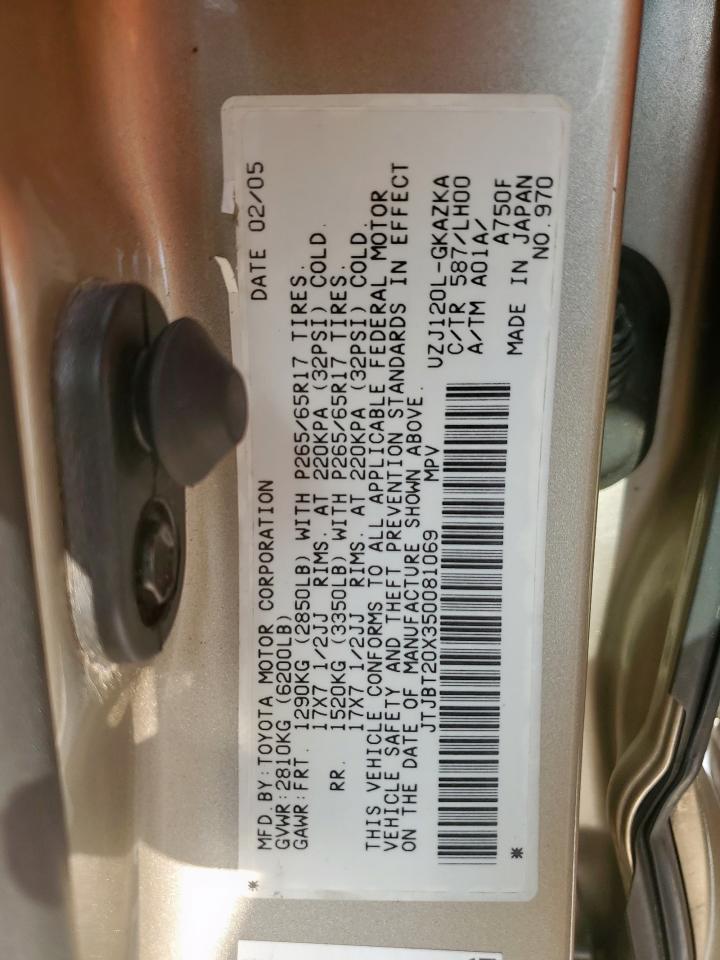 MFD. BY: TOYOTA MOTOR CORPORATION DATE 02/05
GVWR: 2810KG (6200LB)
GAWR: FRT. 1290KG (2850LB) WITH P265/65R17 TIRES.
17X7 1/2JJ RIMS. AT 220KPA (32PSI) COLD.
RR. 1520KG (3350LB) WITH P265/65R17 TIRES.
17X7 1/2JJ RIMS. AT 220KPA (32PSI) COLD.
THIS VEHICLE CONFORMS TO ALL APPLICABLE FEDERAL MOTOR
VEHICLE SAFETY AND THEFT PREVENTION STANDARDS IN EFFECT
ON THE DATE OF MANUFACTURE SHOWN ABOVE.
JTJBT20X350081069 MPV
UZJ120L-GKAZKA
C/TR 587/LH00
A/TM A01A/
A750F
MADE IN JAPAN
NO.970